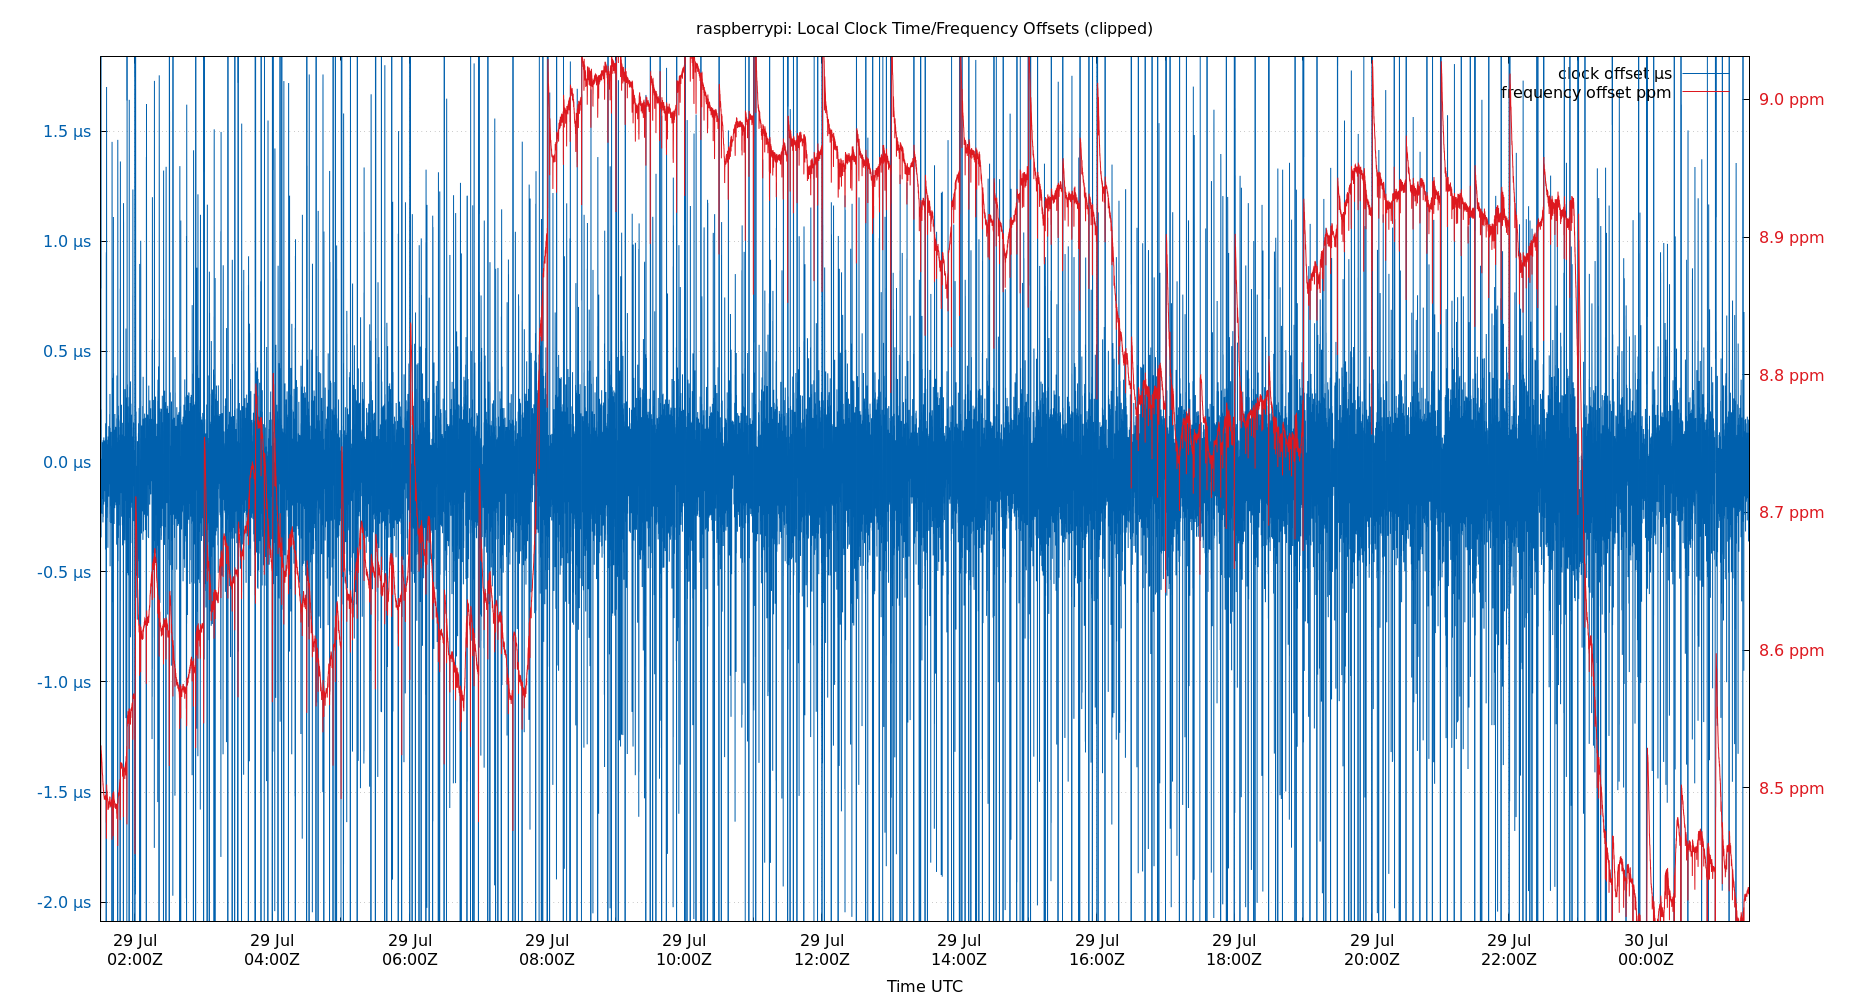 raspberrypi: Local Clock Time/Frequency Offsets (clipped)
clock offset µs
frequency offset ppm
1.5 µs
1.0 µs
0.5 µs
0.0 µs
-0.5 µs
-1.0 µs
-1.5 µs
-2.0 µs
9.0 ppm
8.9 ppm
8.8 ppm
8.7 ppm
8.6 ppm
8.5 ppm
29 Jul 29 Jul 29 Jul 29 Jul 29 Jul 29 Jul 29 Jul 29 Jul 29 Jul 29 Jul 29 Jul 30 Jul
02:00Z 04:00Z 06:00Z 08:00Z 10:00Z 12:00Z 14:00Z 16:00Z 18:00Z 20:00Z 22:00Z 00:00Z
Time UTC